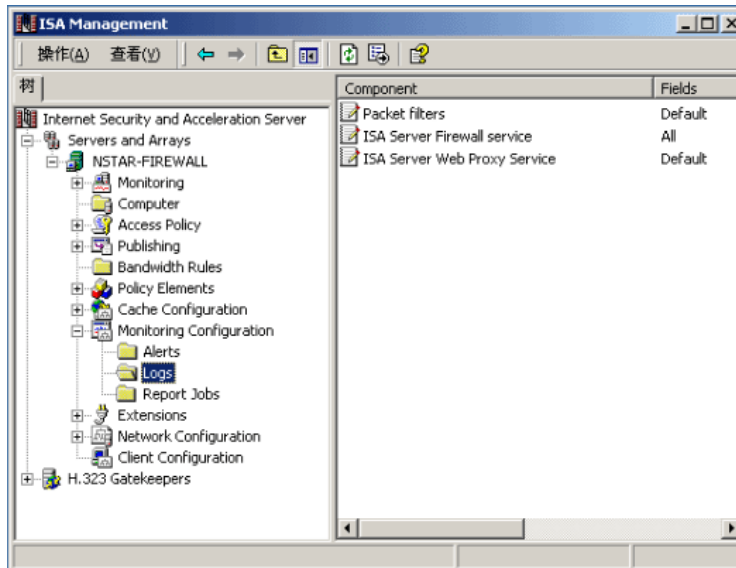 ISA Management
操作(A) 查看(V)
树
Component Fields
Internet Security and Acceleration Server
Servers and Arrays
NSTAR-FIREWALL
Monitoring
Computer
Access Policy
Publishing
Bandwidth Rules
Policy Elements
Cache Configuration
Monitoring Configuration
Alerts
Logs
Report Jobs
Extensions
Network Configuration
Client Configuration
H.323 Gatekeepers
Packet filters Default
ISA Server Firewall service All
ISA Server Web Proxy Service Default